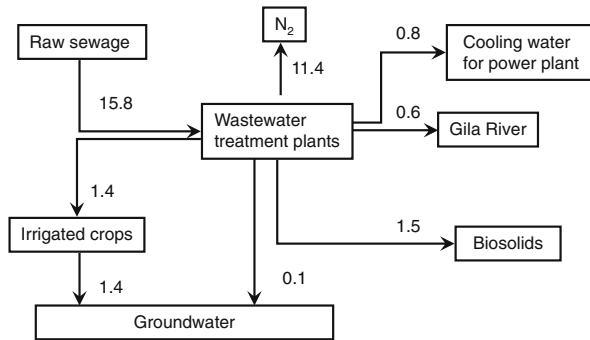 N₂
0.8
Raw sewage
Cooling water
for power plant
11.4
15.8
0.6
Wastewater
treatment plants
Gila River
1.4
1.5
Irrigated crops
Biosolids
1.4
0.1
Groundwater